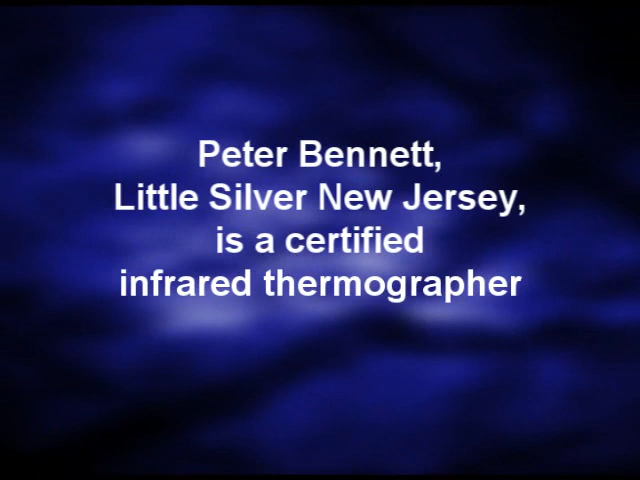 Peter Bennett,
Little Silver New Jersey,
is a certified
infrared thermographer